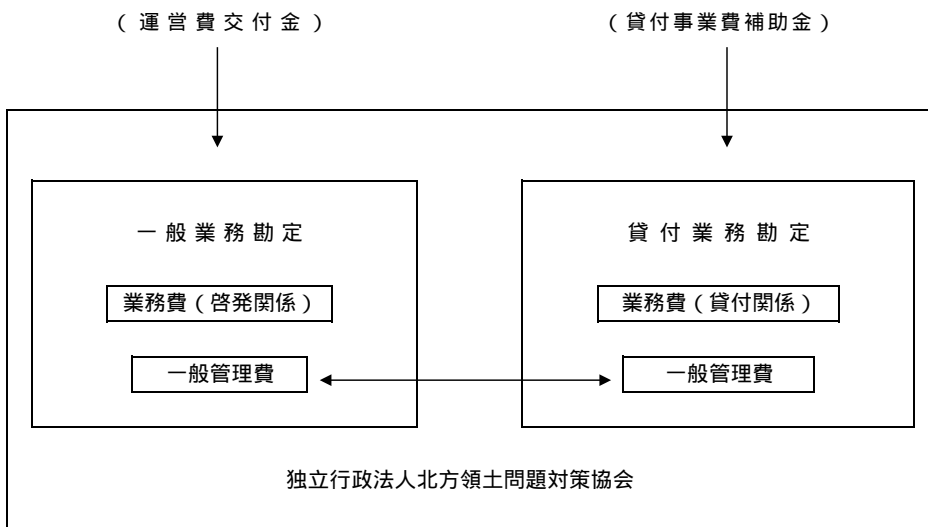 （運営費交付金）
（貸付事業費補助金）
一般業務勘定
貸付業務勘定
業務費（啓発関係）
業務費（貸付関係）
一般管理費
一般管理費
独立行政法人北方領土問題対策協会